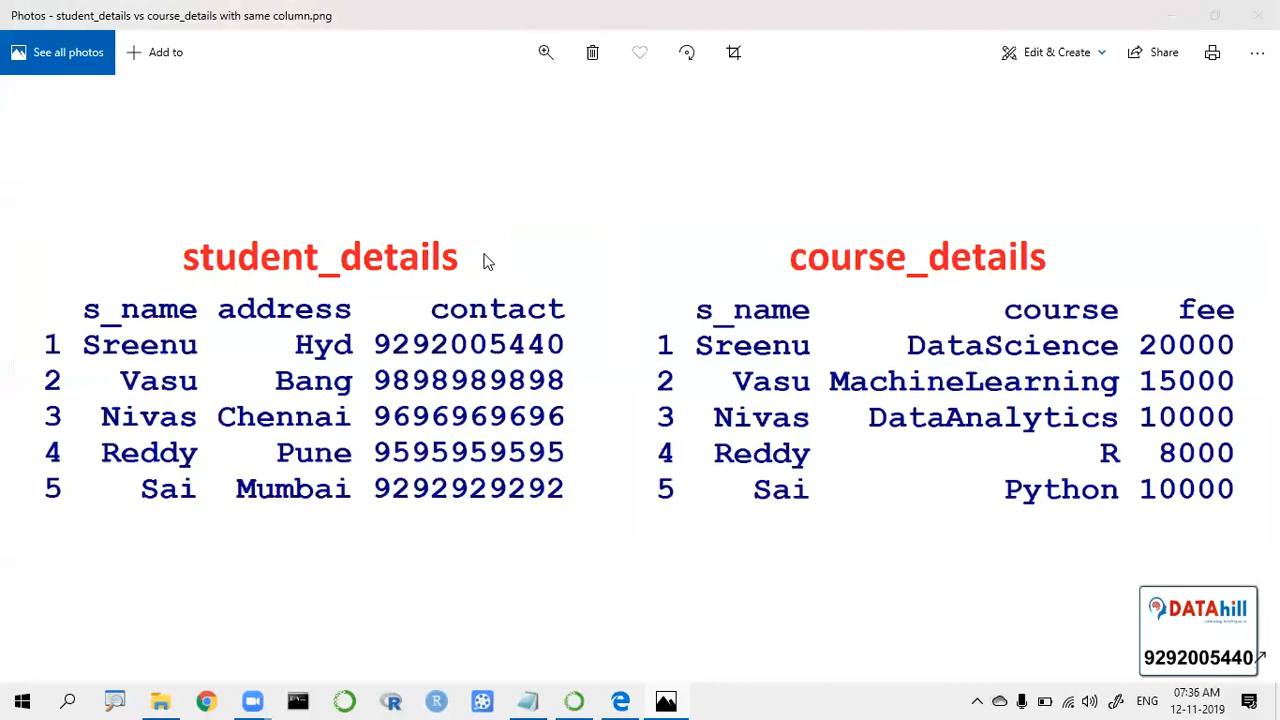 Photos - student_details vs course_details with same column.png
See all photos
Add to
Edit & Create
Share
student_details
s_name address contact
1 Sreenu Hyd 9292005440
2 Vasu Bang 9898989898
3 Nivas Chennai 9696969696
4 Reddy Pune 9595959595
5 Sai Mumbai 9292929292
course_details
s_name course fee
1 Sreenu DataScience 20000
2 Vasu MachineLearning 15000
3 Nivas DataAnalytics 10000
4 Reddy R 8000
5 Sai Python 10000
DATAhill
9292005440
R
R
ENG
07:36 AM
12-11-2019